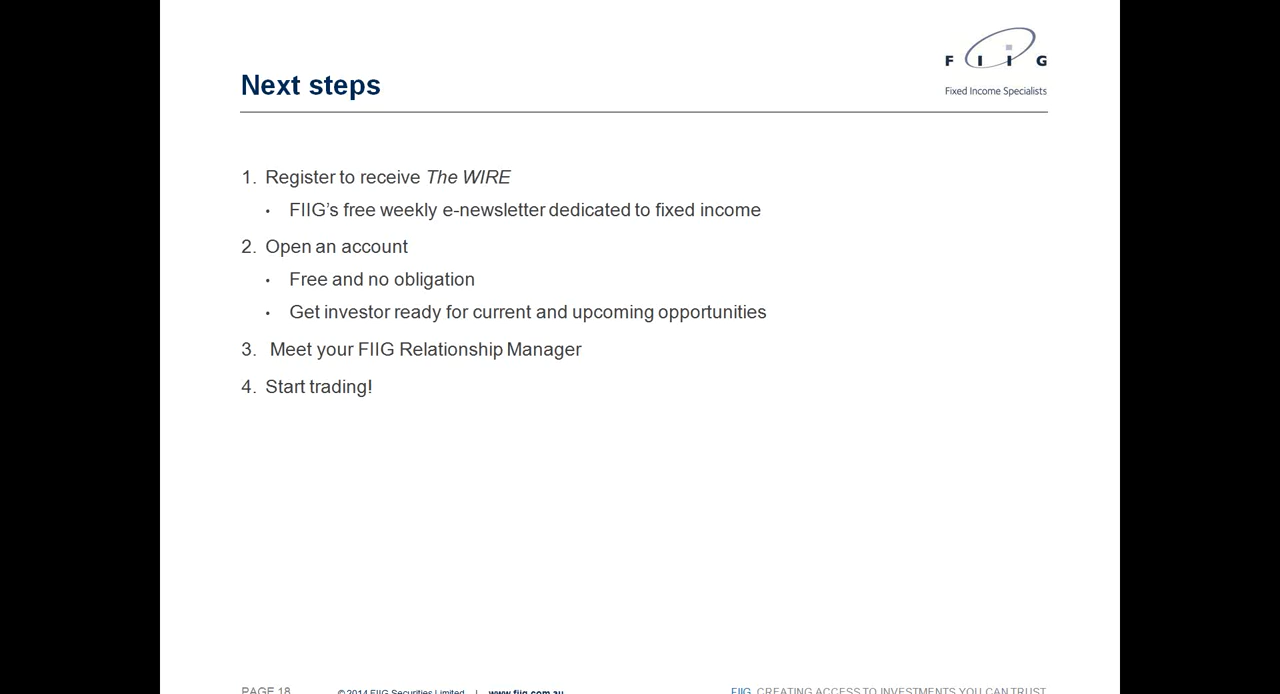 F I I G
Fixed Income Specialists
Next steps
1. Register to receive The WIRE
• FIIG’s free weekly e-newsletter dedicated to fixed income
2. Open an account
• Free and no obligation
• Get investor ready for current and upcoming opportunities
3. Meet your FIIG Relationship Manager
4. Start trading!
PAGE 18 © 2014 FIIG Securities Limited | www.fiig.com.au FIIG CREATING ACCESS TO INVESTMENTS YOU CAN TRUST